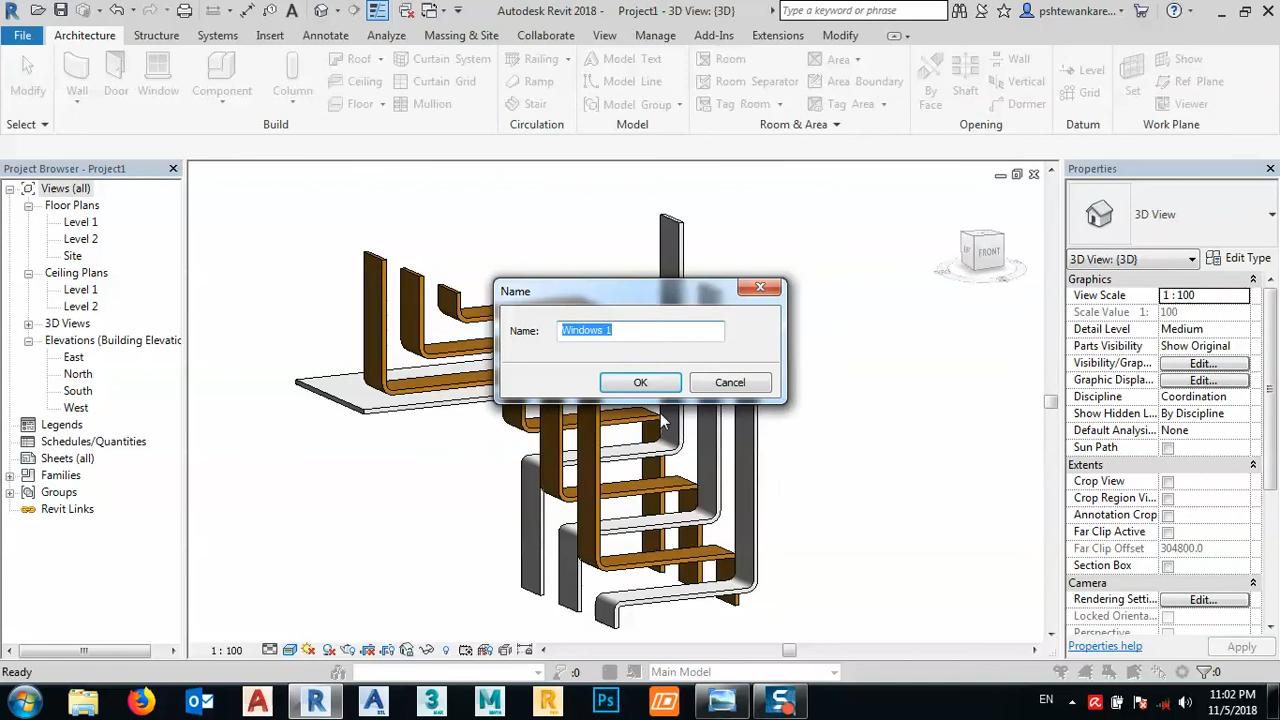 Autodesk Revit 2018 - Project1 - 3D View: {3D}
Type a keyword or phrase
pshtewankare...
File Architecture Structure Systems Insert Annotate Analyze Massing & Site Collaborate View Manage Add-Ins Extensions Modify
Modify Wall Door Window Component Column
Roof Ceiling Floor
Curtain System Curtain Grid Mullion
Railing Ramp Stair
Model Text Model Line Model Group
Room Room Separator Tag Room
Area Area Boundary Tag Area
By Face Shaft Wall Vertical Dormer
Level Grid
Set Show Ref Plane Viewer
Select Build Circulation Model Room & Area Opening Datum Work Plane
Project Browser - Project1
Views (all)
Floor Plans
Level 1
Level 2
Site
Ceiling Plans
Level 1
Level 2
3D Views
Elevations (Building Elevatio
East
North
South
West
Legends
Schedules/Quantities
Sheets (all)
Families
Groups
Revit Links
FRONT
Name
Name: Windows 1
OK Cancel
Properties
3D View
3D View: {3D} Edit Type
Graphics
View Scale 1 : 100
Scale Value 1: 100
Detail Level Medium
Parts Visibility Show Original
Visibility/Grap... Edit...
Graphic Displa... Edit...
Discipline Coordination
Show Hidden L... By Discipline
Default Analysi... None
Sun Path
Extents
Crop View
Crop Region Vi...
Annotation Crop
Far Clip Active
Far Clip Offset 304800.0
Section Box
Camera
Rendering Setti... Edit...
Locked Orienta...
Perspective
Properties help Apply
1 : 100
Ready
:0
Main Model
:0
EN
11:02 PM
11/5/2018